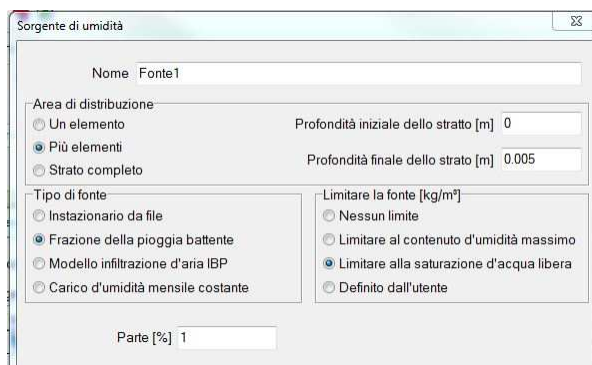 Sorgente di umidità
Nome Fonte1
Area di distribuzione
Un elemento
Più elementi
Strato completo
Profondità iniziale dello stratto [m] 0
Profondità finale dello strato [m] 0.005
Tipo di fonte
Instazionario da file
Frazione della pioggia battente
Modello infiltrazione d'aria IBP
Carico d'umidità mensile costante
Limitare la fonte [kg/m³]
Nessun limite
Limitare al contenuto d'umidità massimo
Limitare alla saturazione d'acqua libera
Definito dall'utente
Parte [%] 1